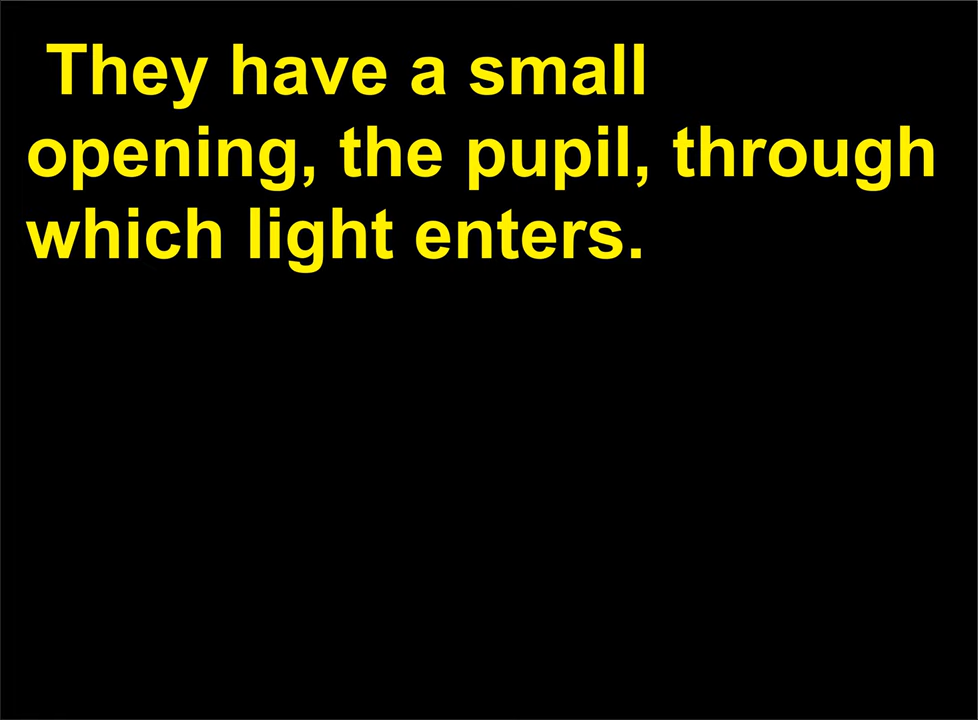 They have a small
opening, the pupil, through
which light enters.